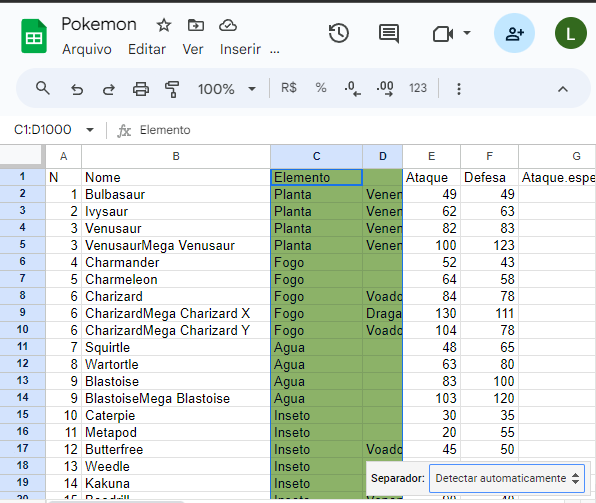 Pokemon
Arquivo Editar Ver Inserir ...
L
100% R$ % .0 .00 123
C1:D1000 fx Elemento
A B C D E F G
1 N Nome Elemento Ataque Defesa Ataque.espe
2 1 Bulbasaur Planta Venen 49 49
3 2 Ivysaur Planta Venen 62 63
4 3 Venusaur Planta Venen 82 83
5 3 VenusaurMega Venusaur Planta Venen 100 123
6 4 Charmander Fogo 52 43
7 5 Charmeleon Fogo 64 58
8 6 Charizard Fogo Voado 84 78
9 6 CharizardMega Charizard X Fogo Draga 130 111
10 6 CharizardMega Charizard Y Fogo Voado 104 78
11 7 Squirtle Agua 48 65
12 8 Wartortle Agua 63 80
13 9 Blastoise Agua 83 100
14 9 BlastoiseMega Blastoise Agua 103 120
15 10 Caterpie Inseto 30 35
16 11 Metapod Inseto 20 55
17 12 Butterfree Inseto Voado 45 50
18 13 Weedle Inseto
19 14 Kakuna Inseto
Separador: Detectar automaticamente
20 15 Beedrill Inseto